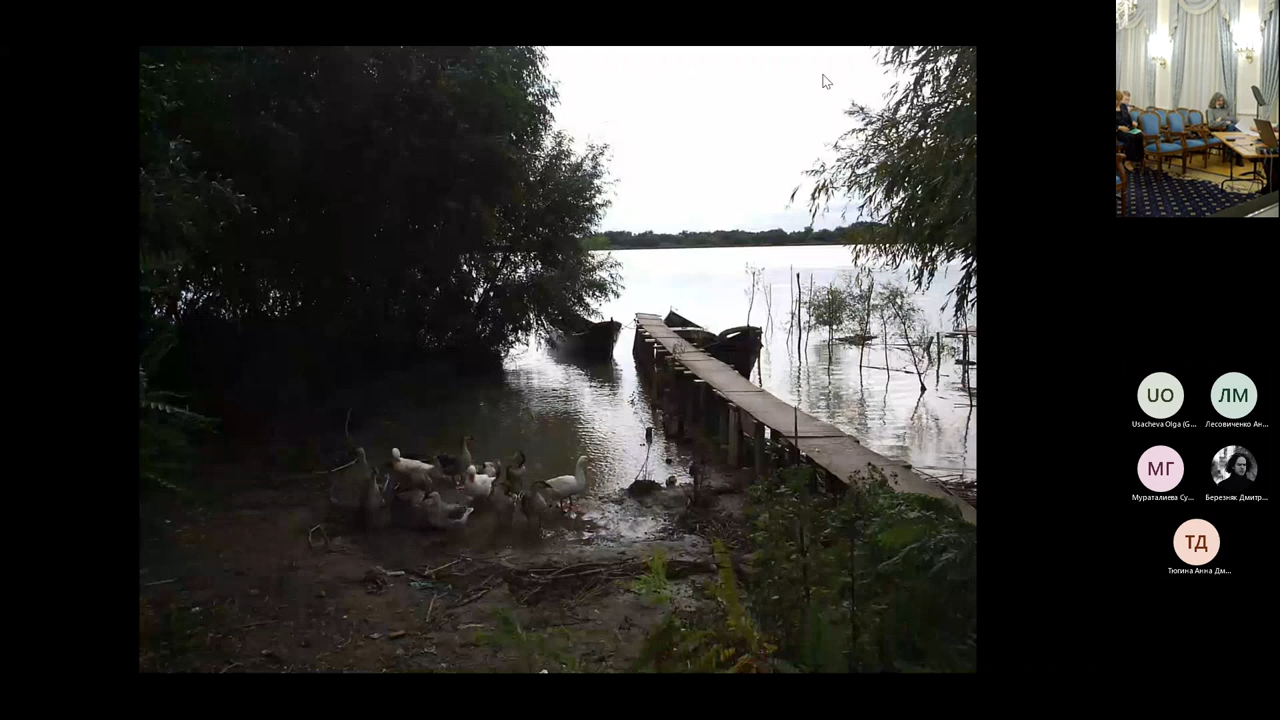 UO
ЛМ
Usacheva Olga (G...
Лесовиченко Ан...
МГ
Мураталиева Су...
Березняк Дмитр...
ТД
Тюгина Анна Дм...